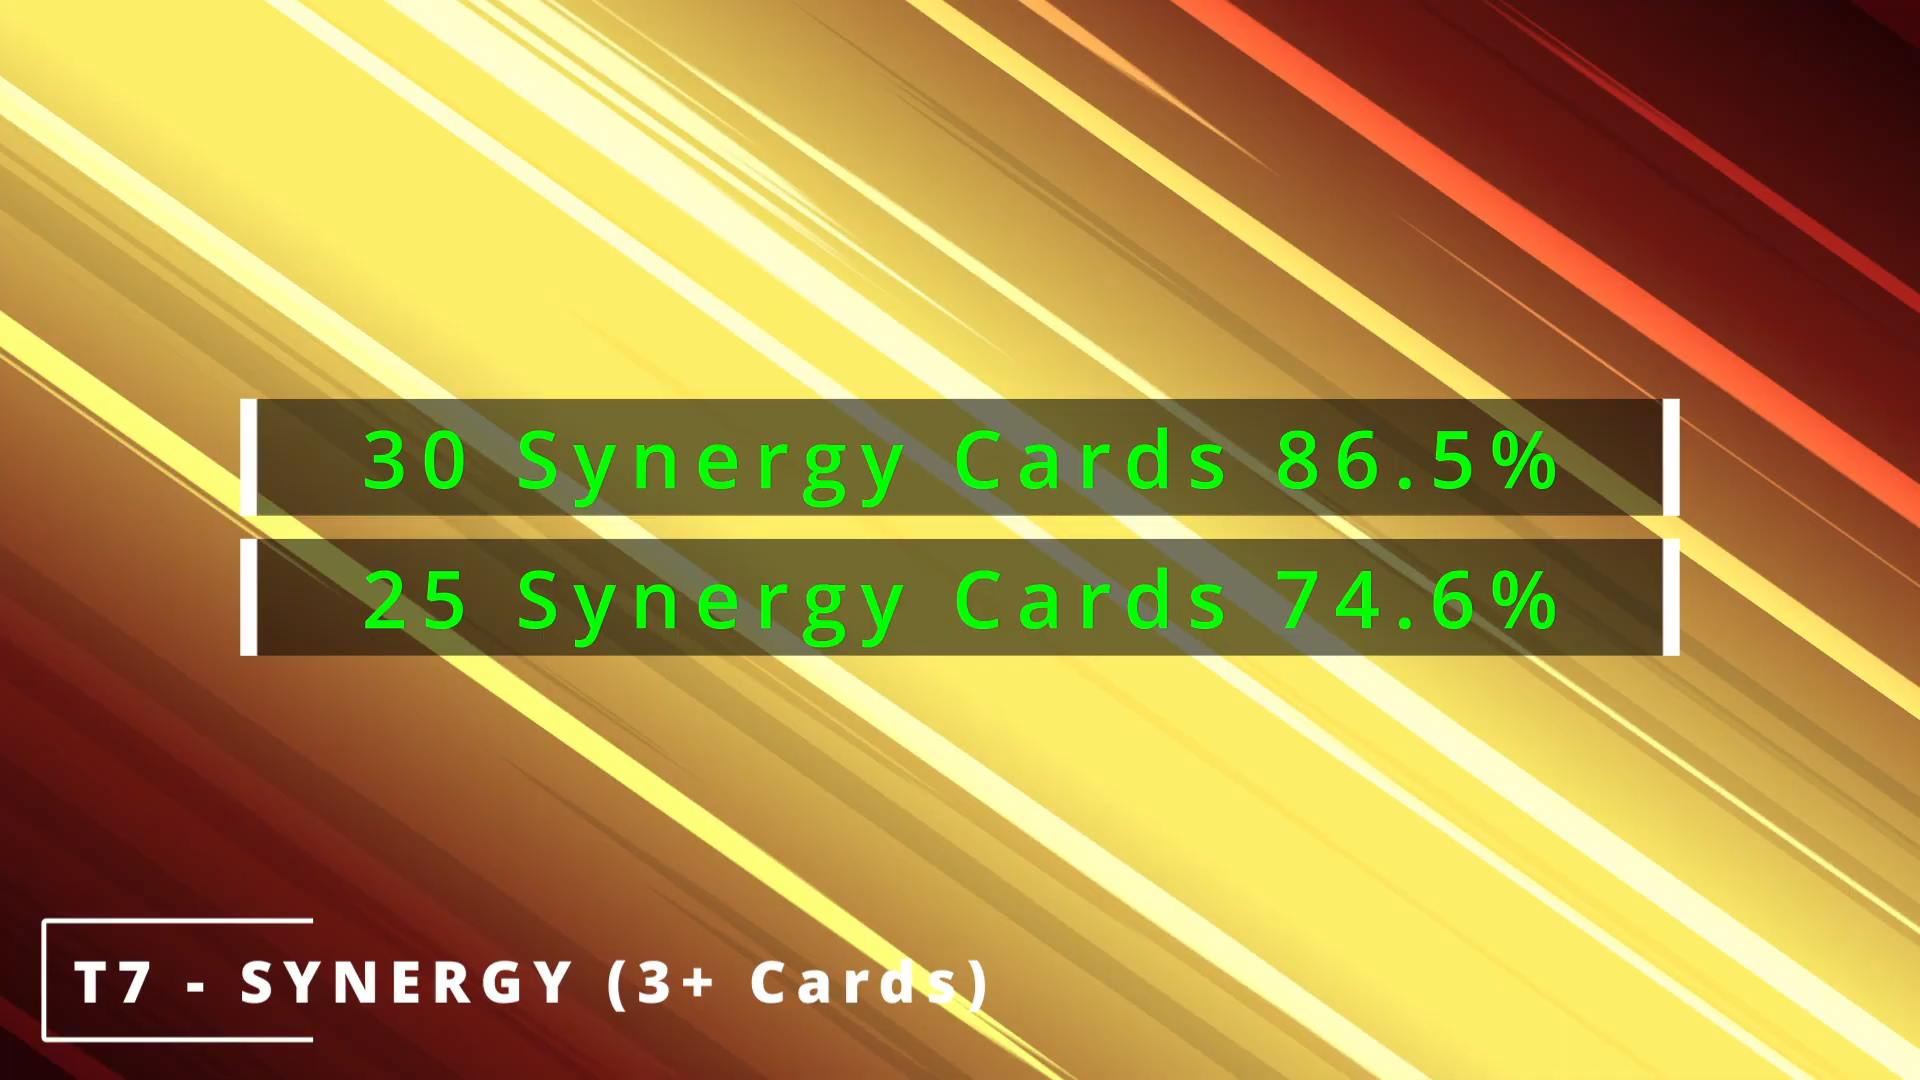 30 Synergy Cards 86.5%
25 Synergy Cards 74.6%
T7 - SYNERGY (3+ Cards)